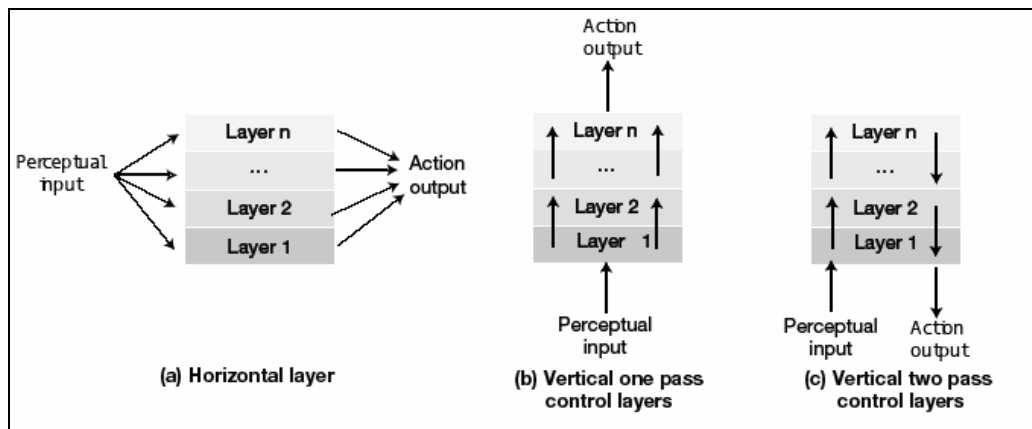 Perceptual
input
Layer n
...
Layer 2
Layer 1
Action
output
(a) Horizontal layer
Action
output
Layer n
...
Layer 2
Layer 1
Perceptual
input
(b) Vertical one pass
control layers
Layer n
...
Layer 2
Layer 1
Perceptual
input
Action
output
(c) Vertical two pass
control layers